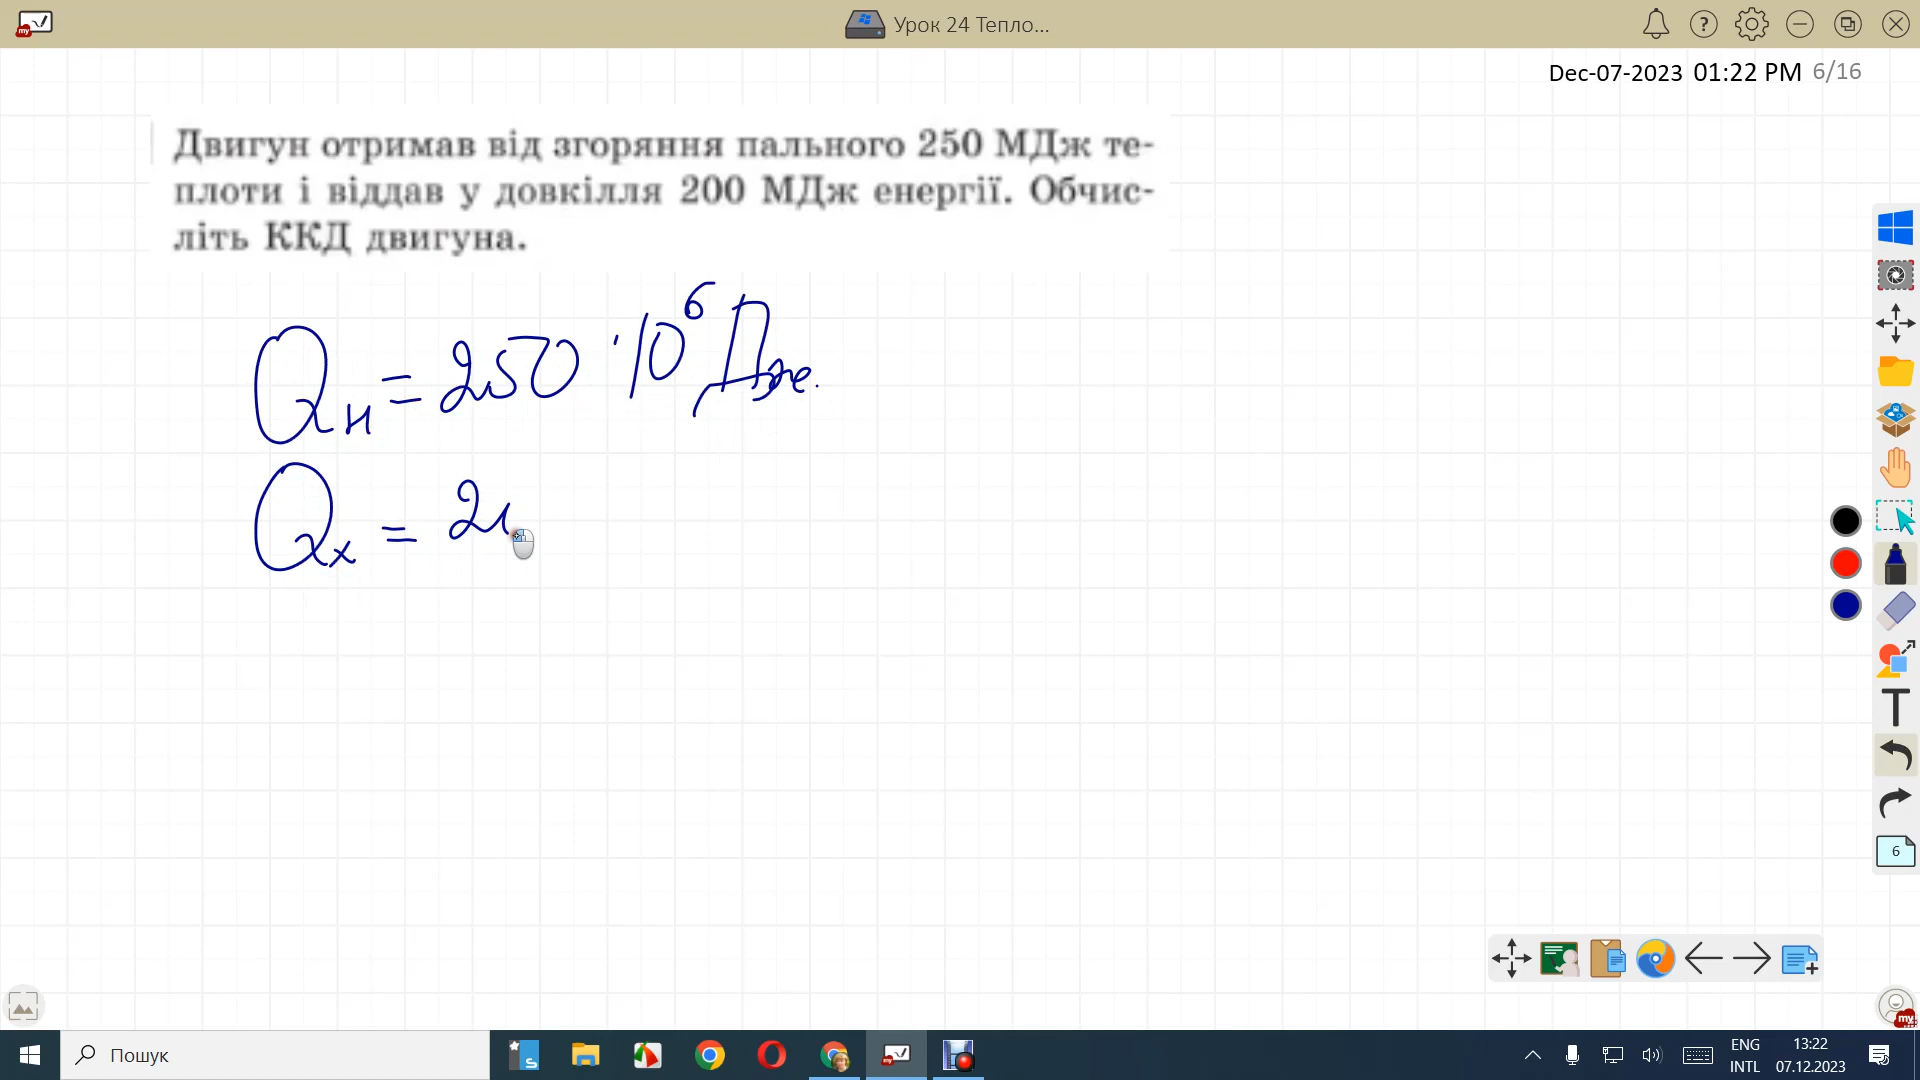 Урок 24 Тепло...
Dec-07-2023 01:22 PM 6/16
Двигун отримав від згоряння пального 250 МДж те-
плоти і віддав у довкілля 200 МДж енергії. Обчис-
літь ККД двигуна.
Qн = 250 · 10⁶ Дж.
Qх = 2
6
Пошук
ENG 13:22
INTL 07.12.2023